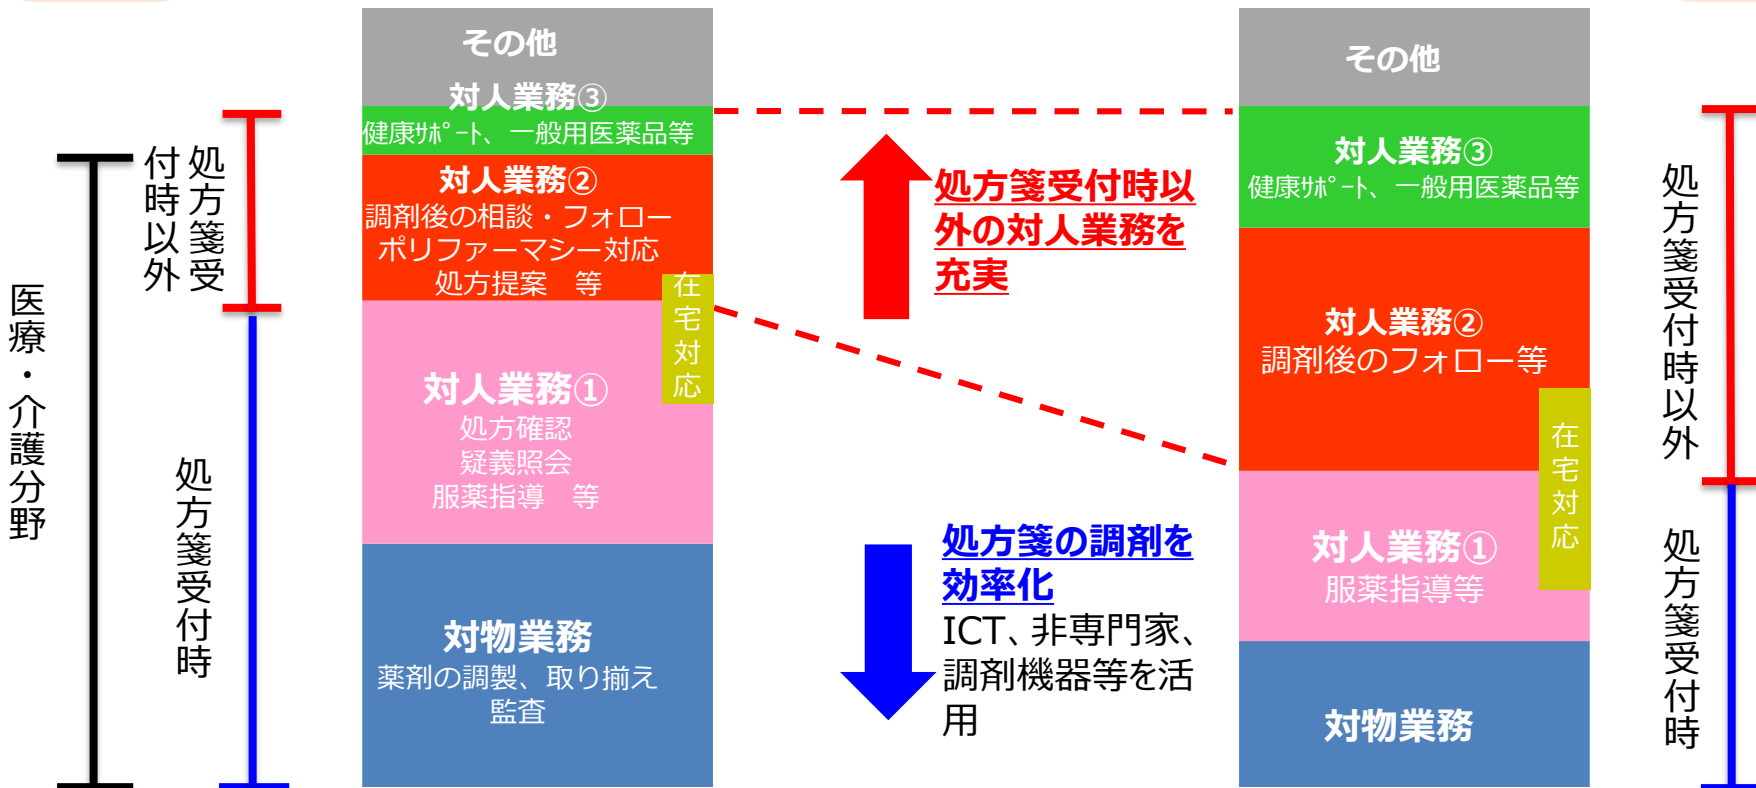 医療・介護分野
処方箋受
付時以外
処方箋受付時
その他
対人業務③
健康ｻﾎﾟｰﾄ、一般用医薬品等
対人業務②
調剤後の相談・フォロー
ポリファーマシー対応
処方提案　等
在宅対応
対人業務①
処方確認
疑義照会
服薬指導　等
対物業務
薬剤の調製、取り揃え
監査
処方箋受付時以
外の対人業務を
充実
処方箋の調剤を
効率化
ICT、非専門家、
調剤機器等を活
用
その他
対人業務③
健康ｻﾎﾟｰﾄ、一般用医薬品等
対人業務②
調剤後のフォロー等
在宅対応
対人業務①
服薬指導等
対物業務
処方箋受付時以外
処方箋受付時